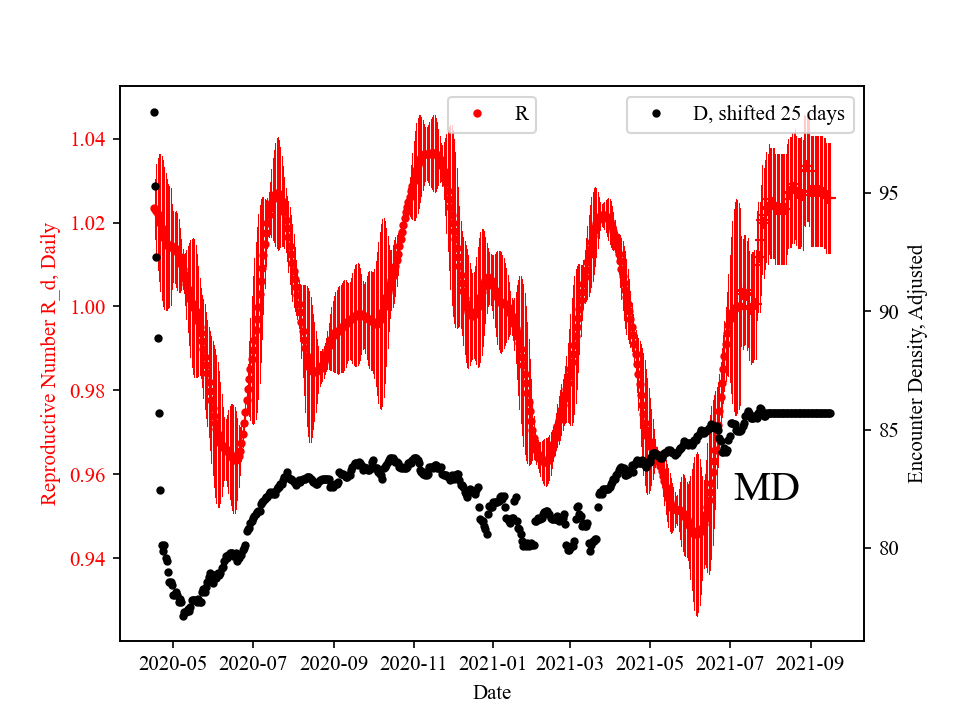 R
D, shifted 25 days
1.04
1.02
1.00
0.98
0.96
0.94
Reproductive Number R_d, Daily
95
90
85
80
Encounter Density, Adjusted
MD
2020-05 2020-07 2020-09 2020-11 2021-01 2021-03 2021-05 2021-07 2021-09
Date